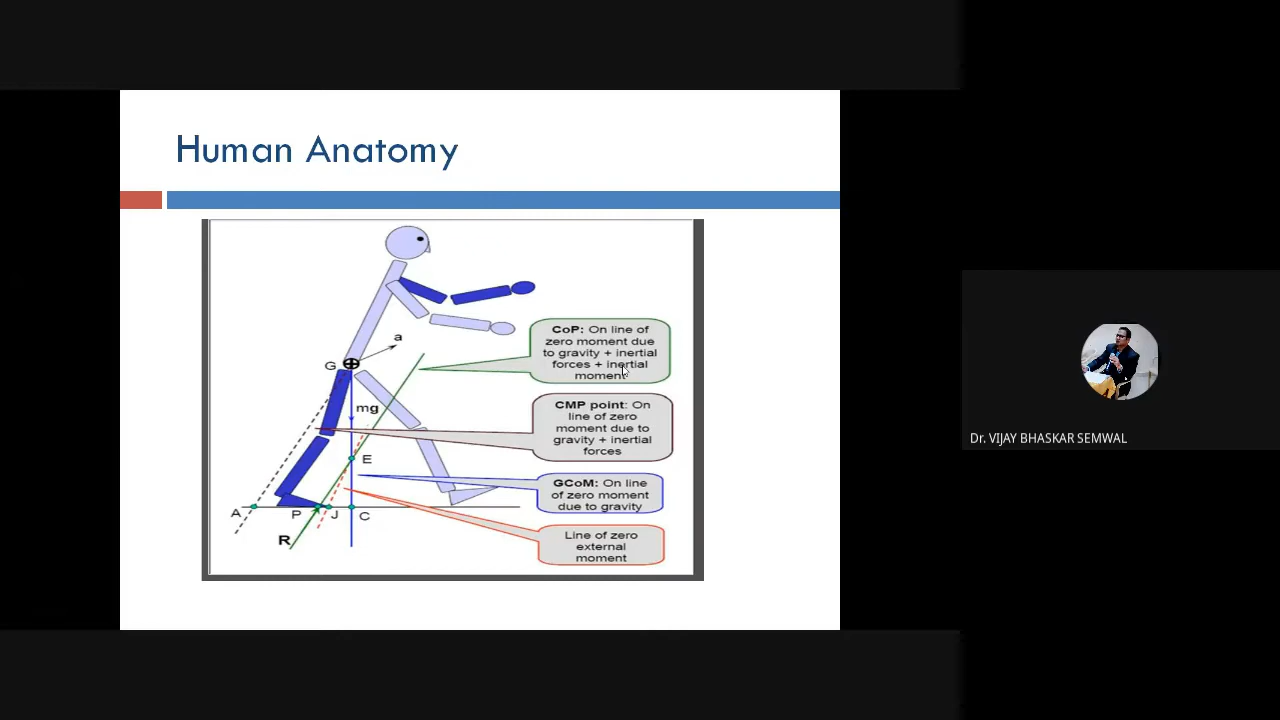 Human Anatomy
a
G
CoP: On line of
zero moment due
to gravity + inertial
forces + inertial
moment
mg
CMP point: On
line of zero
moment due to
gravity + inertial
forces
E
GCoM: On line
of zero moment
due to gravity
A
P
J
C
R
Line of zero
external
moment
Dr. VIJAY BHASKAR SEMWAL